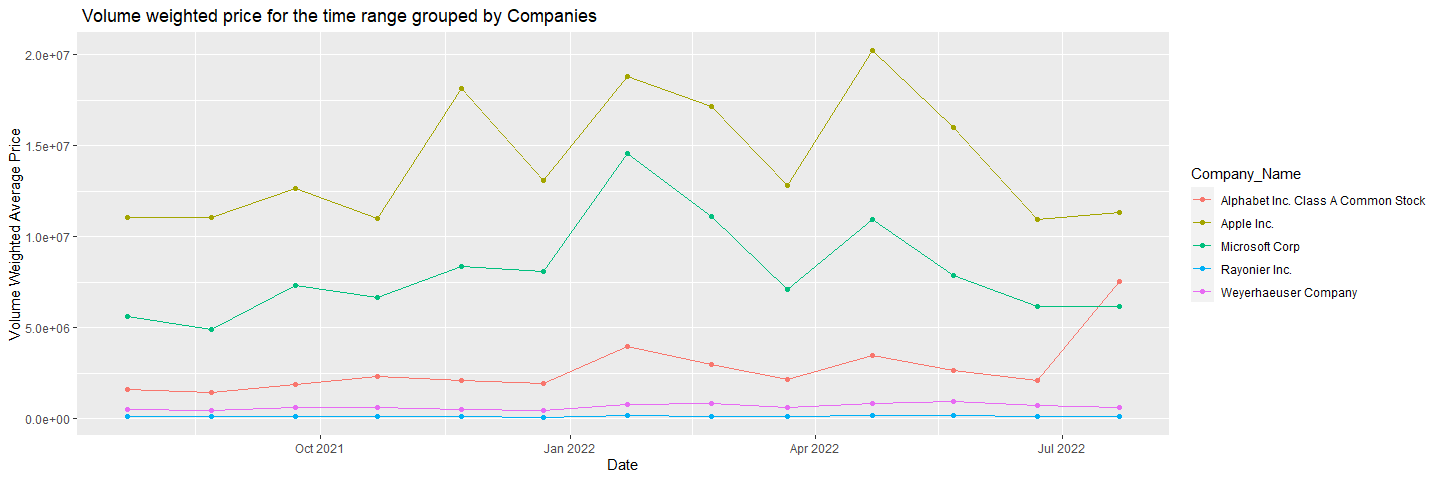 Volume weighted price for the time range grouped by Companies
Volume Weighted Average Price
2.0e+07
1.5e+07
1.0e+07
5.0e+06
0.0e+00
Oct 2021
Jan 2022
Apr 2022
Jul 2022
Date
Company_Name
Alphabet Inc. Class A Common Stock
Apple Inc.
Microsoft Corp
Rayonier Inc.
Weyerhaeuser Company